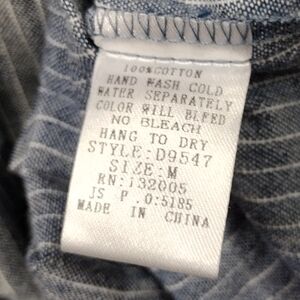 100%COTTON
HAND WASH COLD
WATER SEPARATELY
COLOR WILL BLEED
NO BLEACH
HANG TO DRY
STYLE:D9547
SIZE:M
RN:132005
JS P.O:5185
MADE IN CHINA